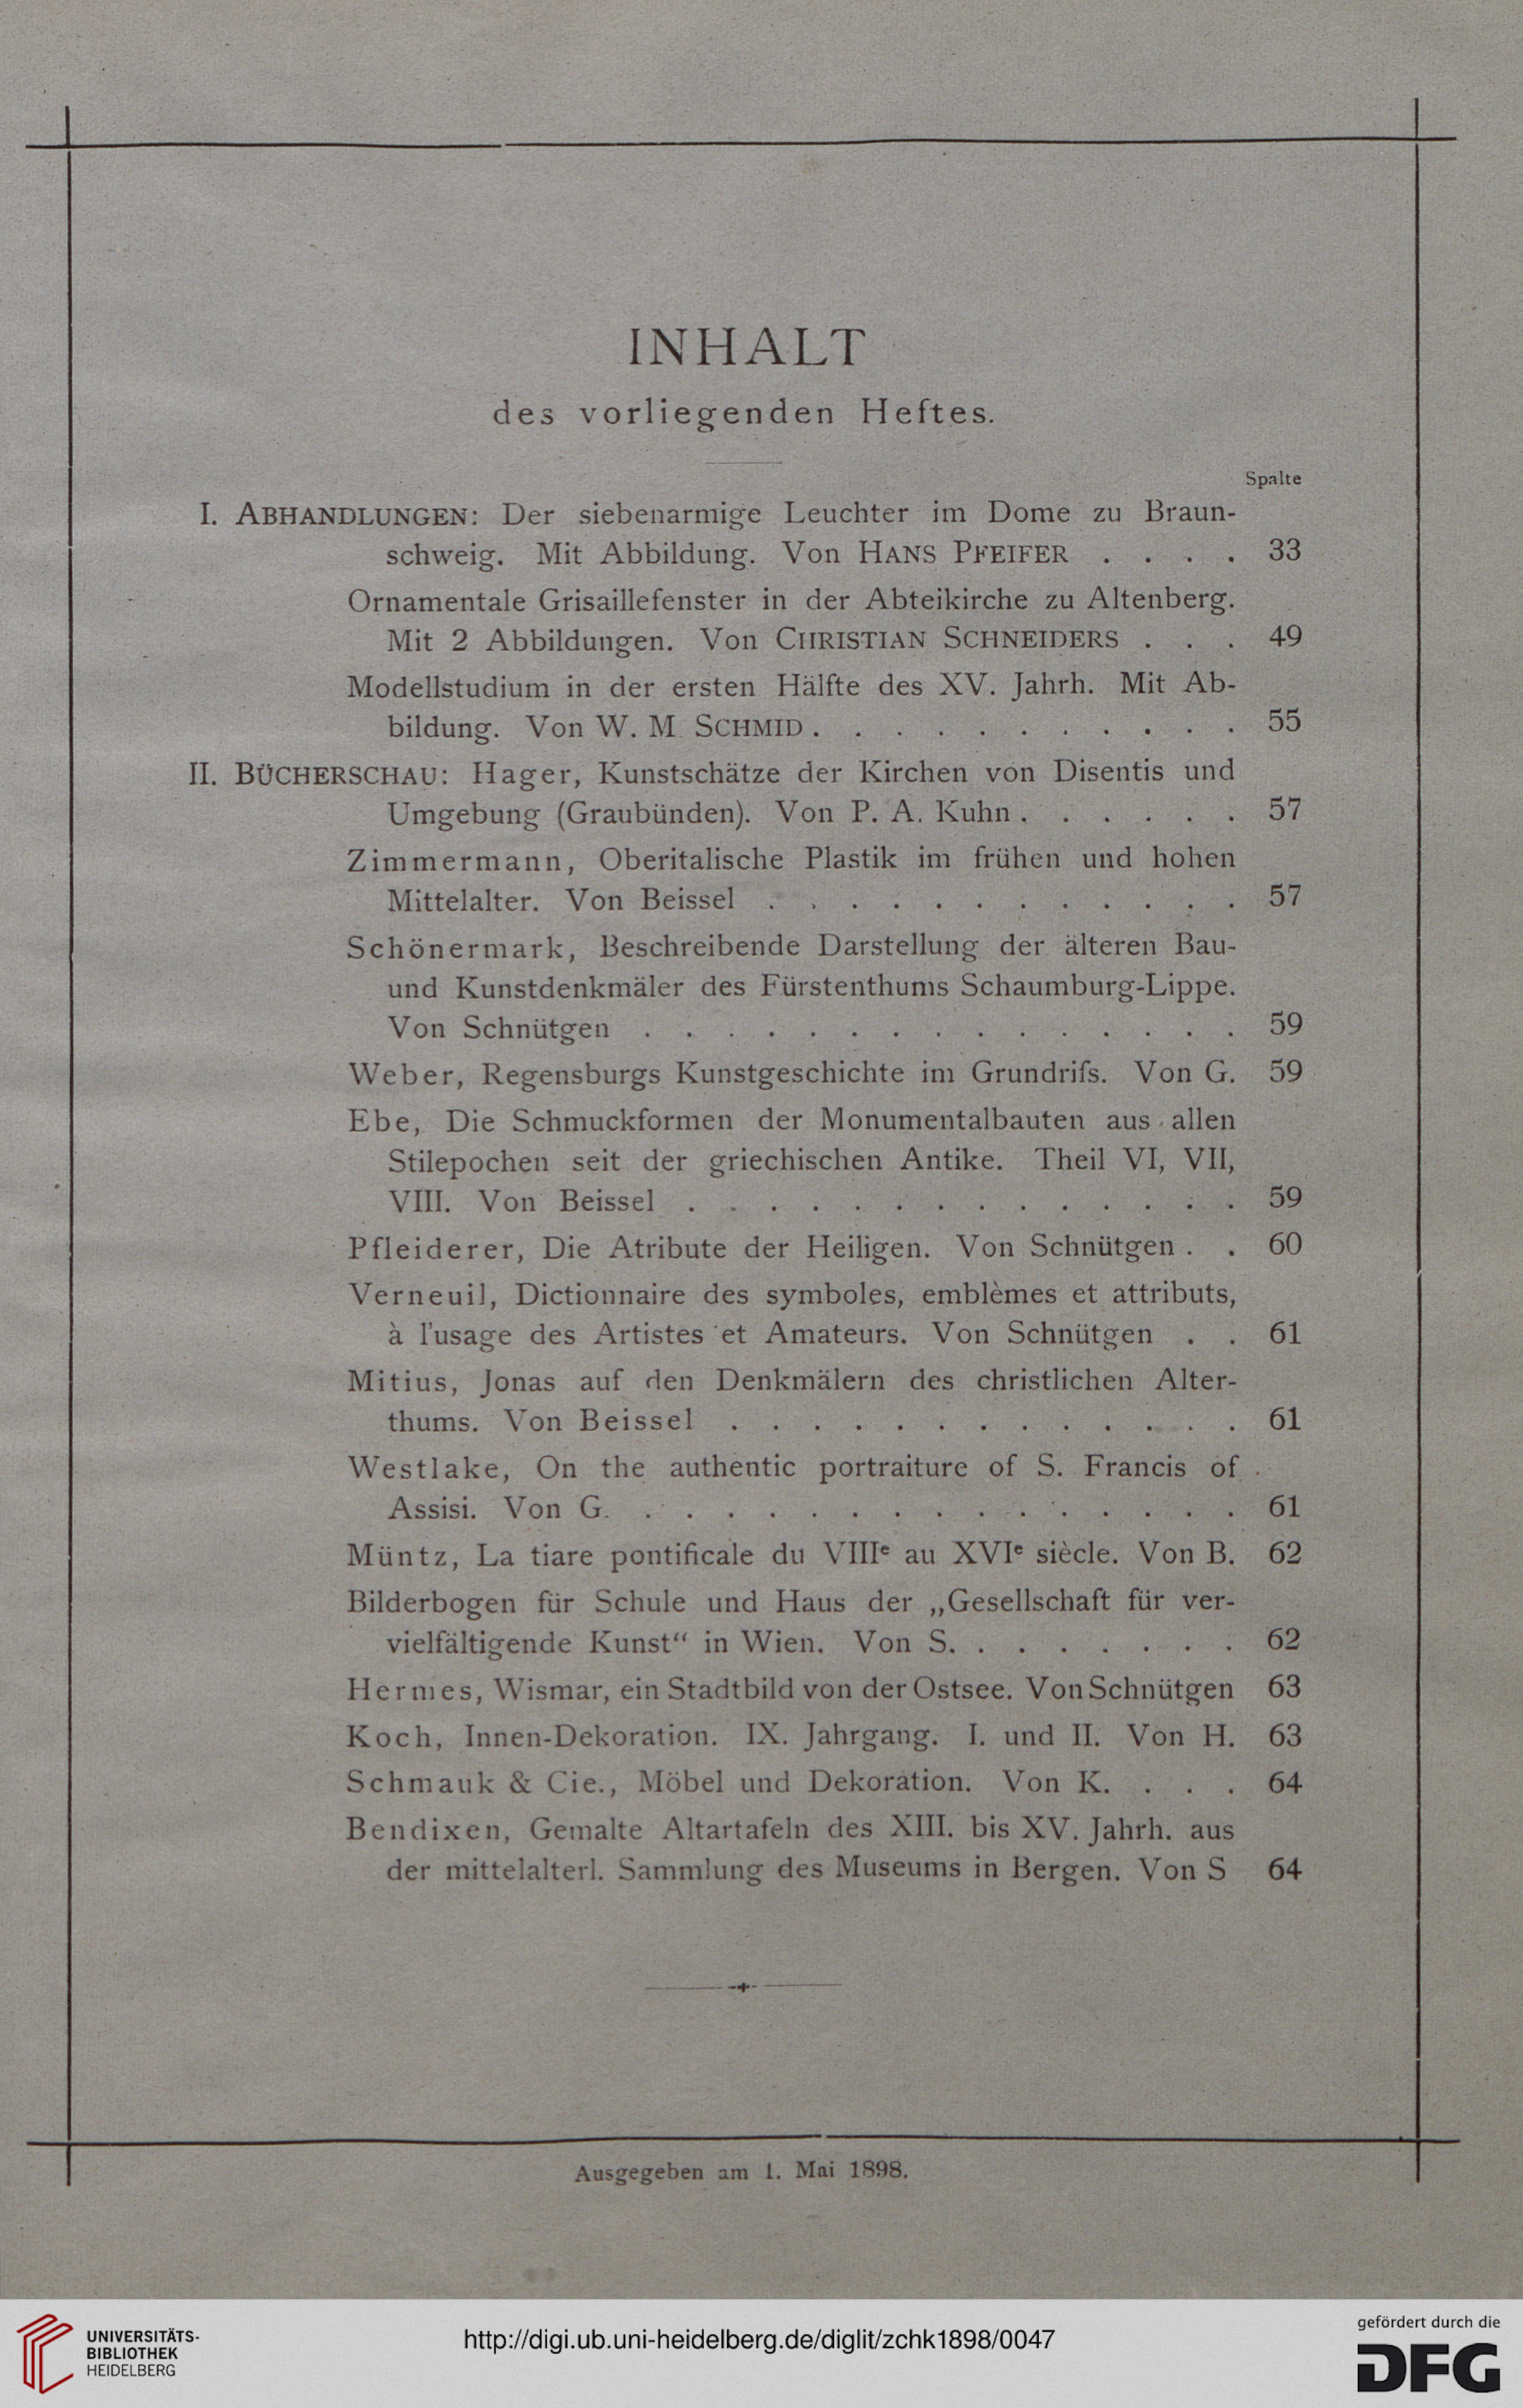 INHALT
des vorliegenden Heftes.
Spalte
I. ABHANDLUNGEN: Der siebenarmige Leuchter im Dome zu Braun-
schweig. Mit Abbildung. Von HANS PFEIFER . . . . 33
Ornamentale Grisaillefenster in der Abteikirche zu Altenberg.
Mit 2 Abbildungen. Von CHRISTIAN SCHNEIDERS . . . 49
Modellstudium in der ersten Hälfte des XV. Jahrh. Mit Ab-
bildung. Von W. M. SCHMID . . . . . . . . . . . 55
II. BÜCHERSCHAU: Hager, Kunstschätze der Kirchen von Disentis und
Umgebung (Graubünden). Von P. A. Kuhn . . . . . . 57
Zimmermann, Oberitalische Plastik im frühen und hohen
Mittelalter. Von Beissel . . . . . . . . . . . . 57
Schönermark, Beschreibende Darstellung der älteren Bau-
und Kunstdenkmäler des Fürstenthums Schaumburg-Lippe.
Von Schnütgen . . . . . . . . . . . . . . . 59
Weber, Regensburgs Kunstgeschichte im Grundriſs. Von G. 59
Ebe, Die Schmuckformen der Monumentalbauten aus allen
Stilepochen seit der griechischen Antike. Theil VI, VII,
VIII. Von Beissel . . . . . . . . . . . . . . 59
Pfleiderer, Die Atribute der Heiligen. Von Schnütgen . . 60
Verneuil, Dictionnaire des symboles, emblèmes et attributs,
à l'usage des Artistes et Amateurs. Von Schnütgen . . 61
Mitius, Jonas auf den Denkmälern des christlichen Alter-
thums. Von Beissel . . . . . . . . . . . . . 61
Westlake, On the authentic portraiture of S. Francis of
Assisi. Von G. . . . . . . . . . . . . . . . 61
Müntz, La tiare pontificale du VIIIe au XVIe siècle. Von B. 62
Bilderbogen für Schule und Haus der „Gesellschaft für ver-
vielfältigende Kunst“ in Wien. Von S. . . . . . . . 62
Hermes, Wismar, ein Stadtbild von der Ostsee. Von Schnütgen 63
Koch, Innen-Dekoration. IX. Jahrgang. I. und II. Von H. 63
Schmauk & Cie., Möbel und Dekoration. Von K. . . . 64
Bendixen, Gemalte Altartafeln des XIII. bis XV. Jahrh. aus
der mittelalterl. Sammlung des Museums in Bergen. Von S 64
Ausgegeben am 1. Mai 1898.
UNIVERSITÄTS-
BIBLIOTHEK
HEIDELBERG
http://digi.ub.uni-heidelberg.de/diglit/zchk1898/0047
gefördert durch die
DFG